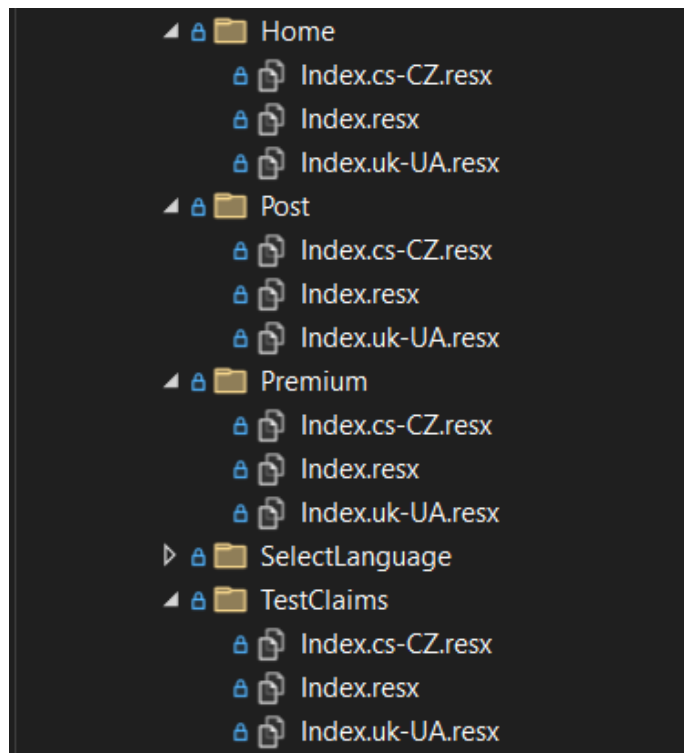 Home
Index.cs-CZ.resx
Index.resx
Index.uk-UA.resx
Post
Index.cs-CZ.resx
Index.resx
Index.uk-UA.resx
Premium
Index.cs-CZ.resx
Index.resx
Index.uk-UA.resx
SelectLanguage
TestClaims
Index.cs-CZ.resx
Index.resx
Index.uk-UA.resx